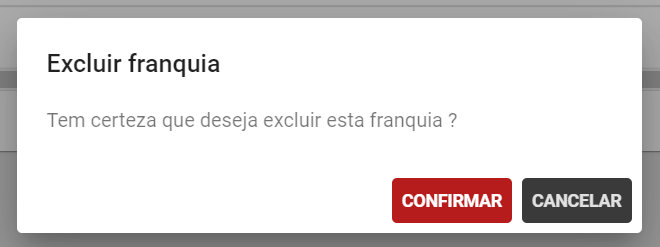 Excluir franquia
Tem certeza que deseja excluir esta franquia ?
CONFIRMAR
CANCELAR